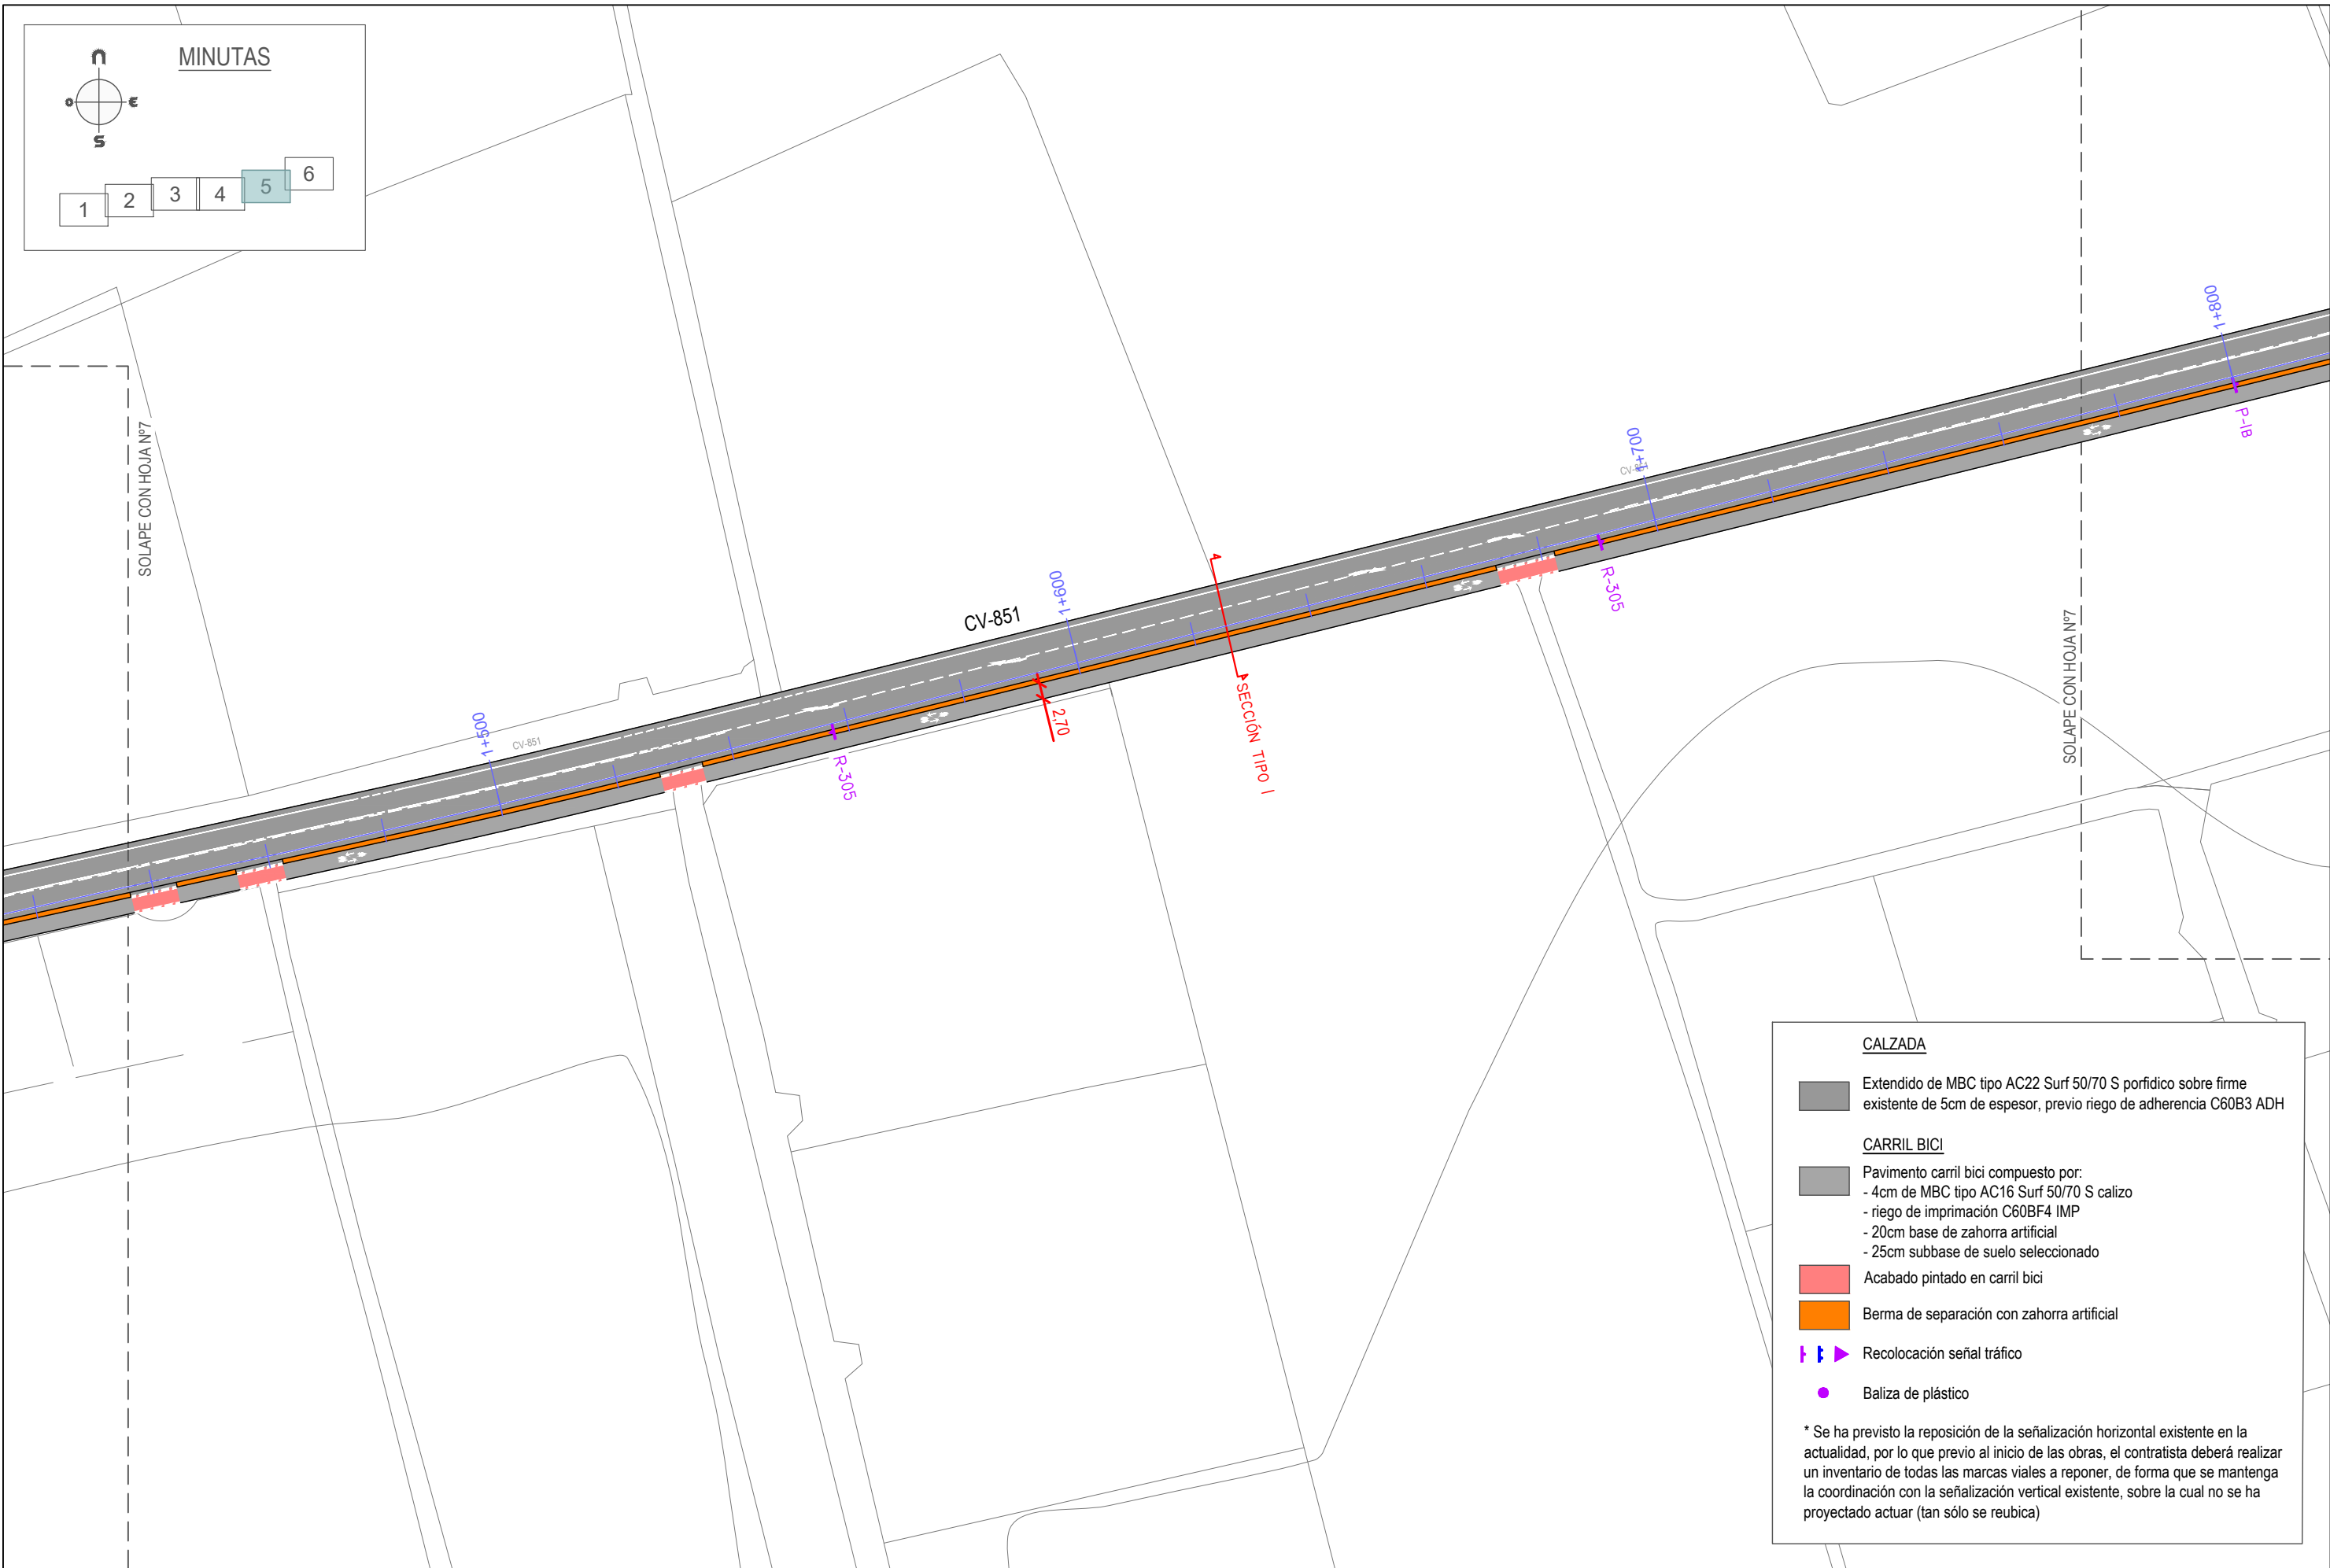 MINUTAS
N
O
E
S
1
2
3
4
5
6
SOLAPE CON HOJA Nº7
1+500
CV-851
R-305
CV-851
1+600
2,70
SECCIÓN TIPO I
1+700
CV-851
R-305
1+800
P-1B
SOLAPE CON HOJA Nº7
CALZADA
Extendido de MBC tipo AC22 Surf 50/70 S porfidico sobre firme
existente de 5cm de espesor, previo riego de adherencia C60B3 ADH
CARRIL BICI
Pavimento carril bici compuesto por:
- 4cm de MBC tipo AC16 Surf 50/70 S calizo
- riego de imprimación C60BF4 IMP
- 20cm base de zahorra artificial
- 25cm subbase de suelo seleccionado
Acabado pintado en carril bici
Berma de separación con zahorra artificial
Recolocación señal tráfico
Baliza de plástico
* Se ha previsto la reposición de la señalización horizontal existente en la
actualidad, por lo que previo al inicio de las obras, el contratista deberá realizar
un inventario de todas las marcas viales a reponer, de forma que se mantenga
la coordinación con la señalización vertical existente, sobre la cual no se ha
proyectado actuar (tan sólo se reubica)